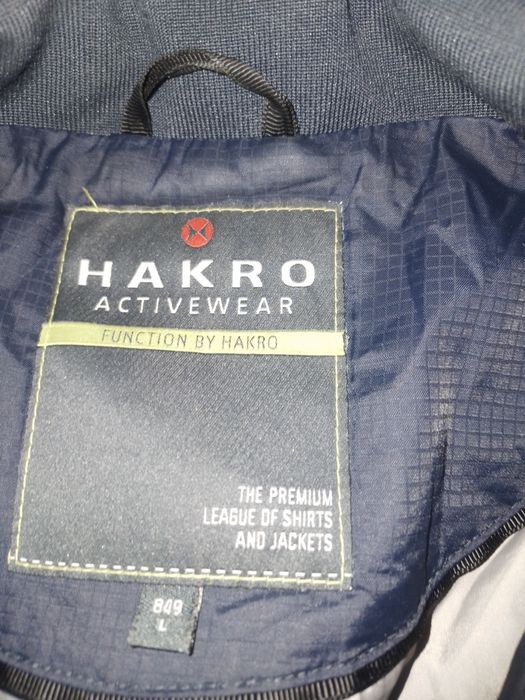 HAKRO
ACTIVEWEAR
FUNCTION BY HAKRO
THE PREMIUM
LEAGUE OF SHIRTS
AND JACKETS
849
L